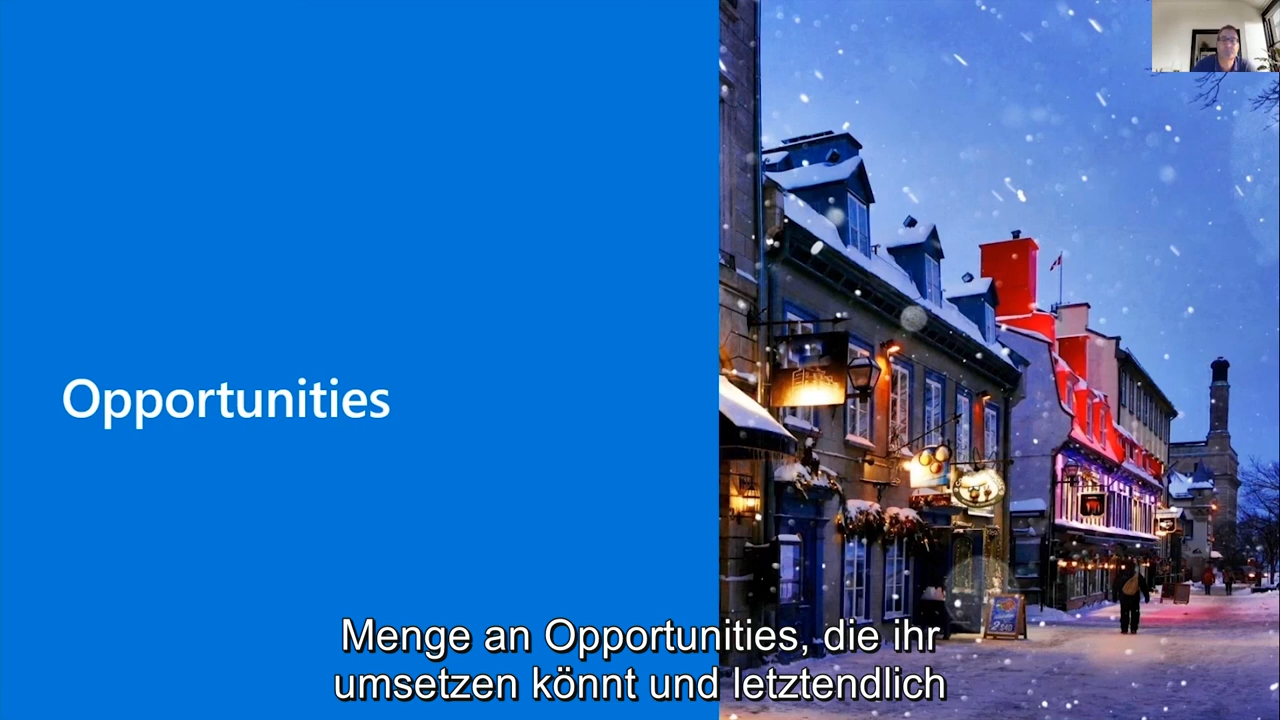 Opportunities
Menge an Opportunities, die ihr
umsetzen könnt und letztendlich